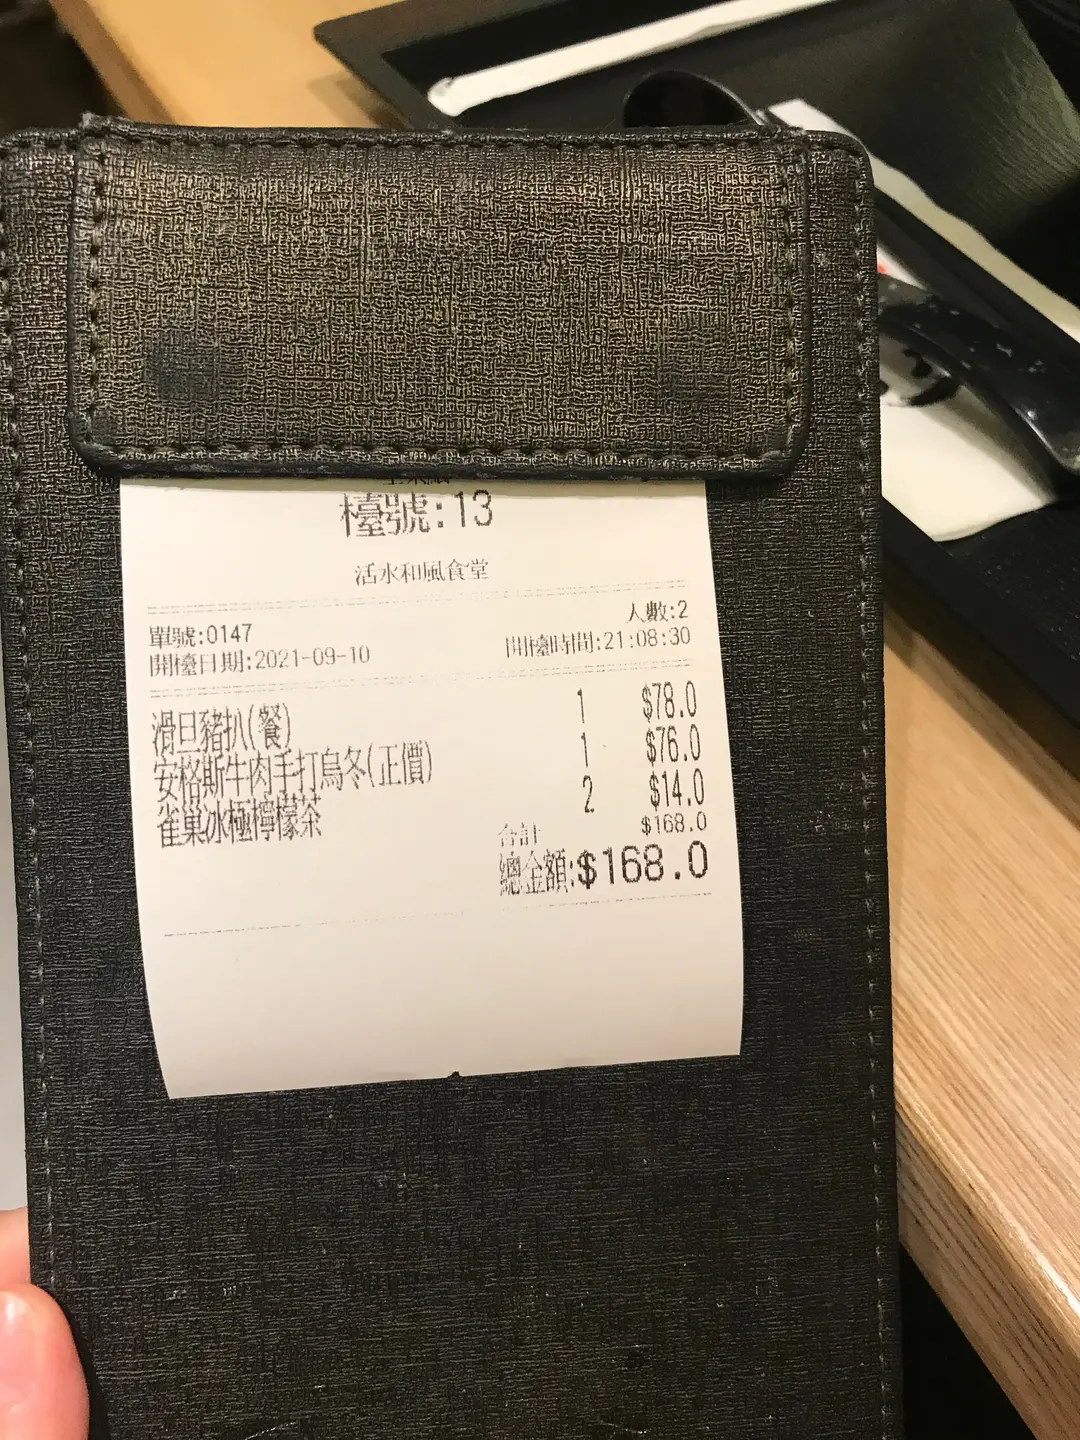 檯號:13
活水和風食堂
單號:0147 人數:2
開檯日期:2021-09-10 開檯時間:21:08:30
滑旦豬扒(餐) 1 $78.0
安格斯牛肉手打烏冬(正價) 1 $76.0
雀巢冰極檸檬茶 2 $14.0
合計 $168.0
總金額:$168.0